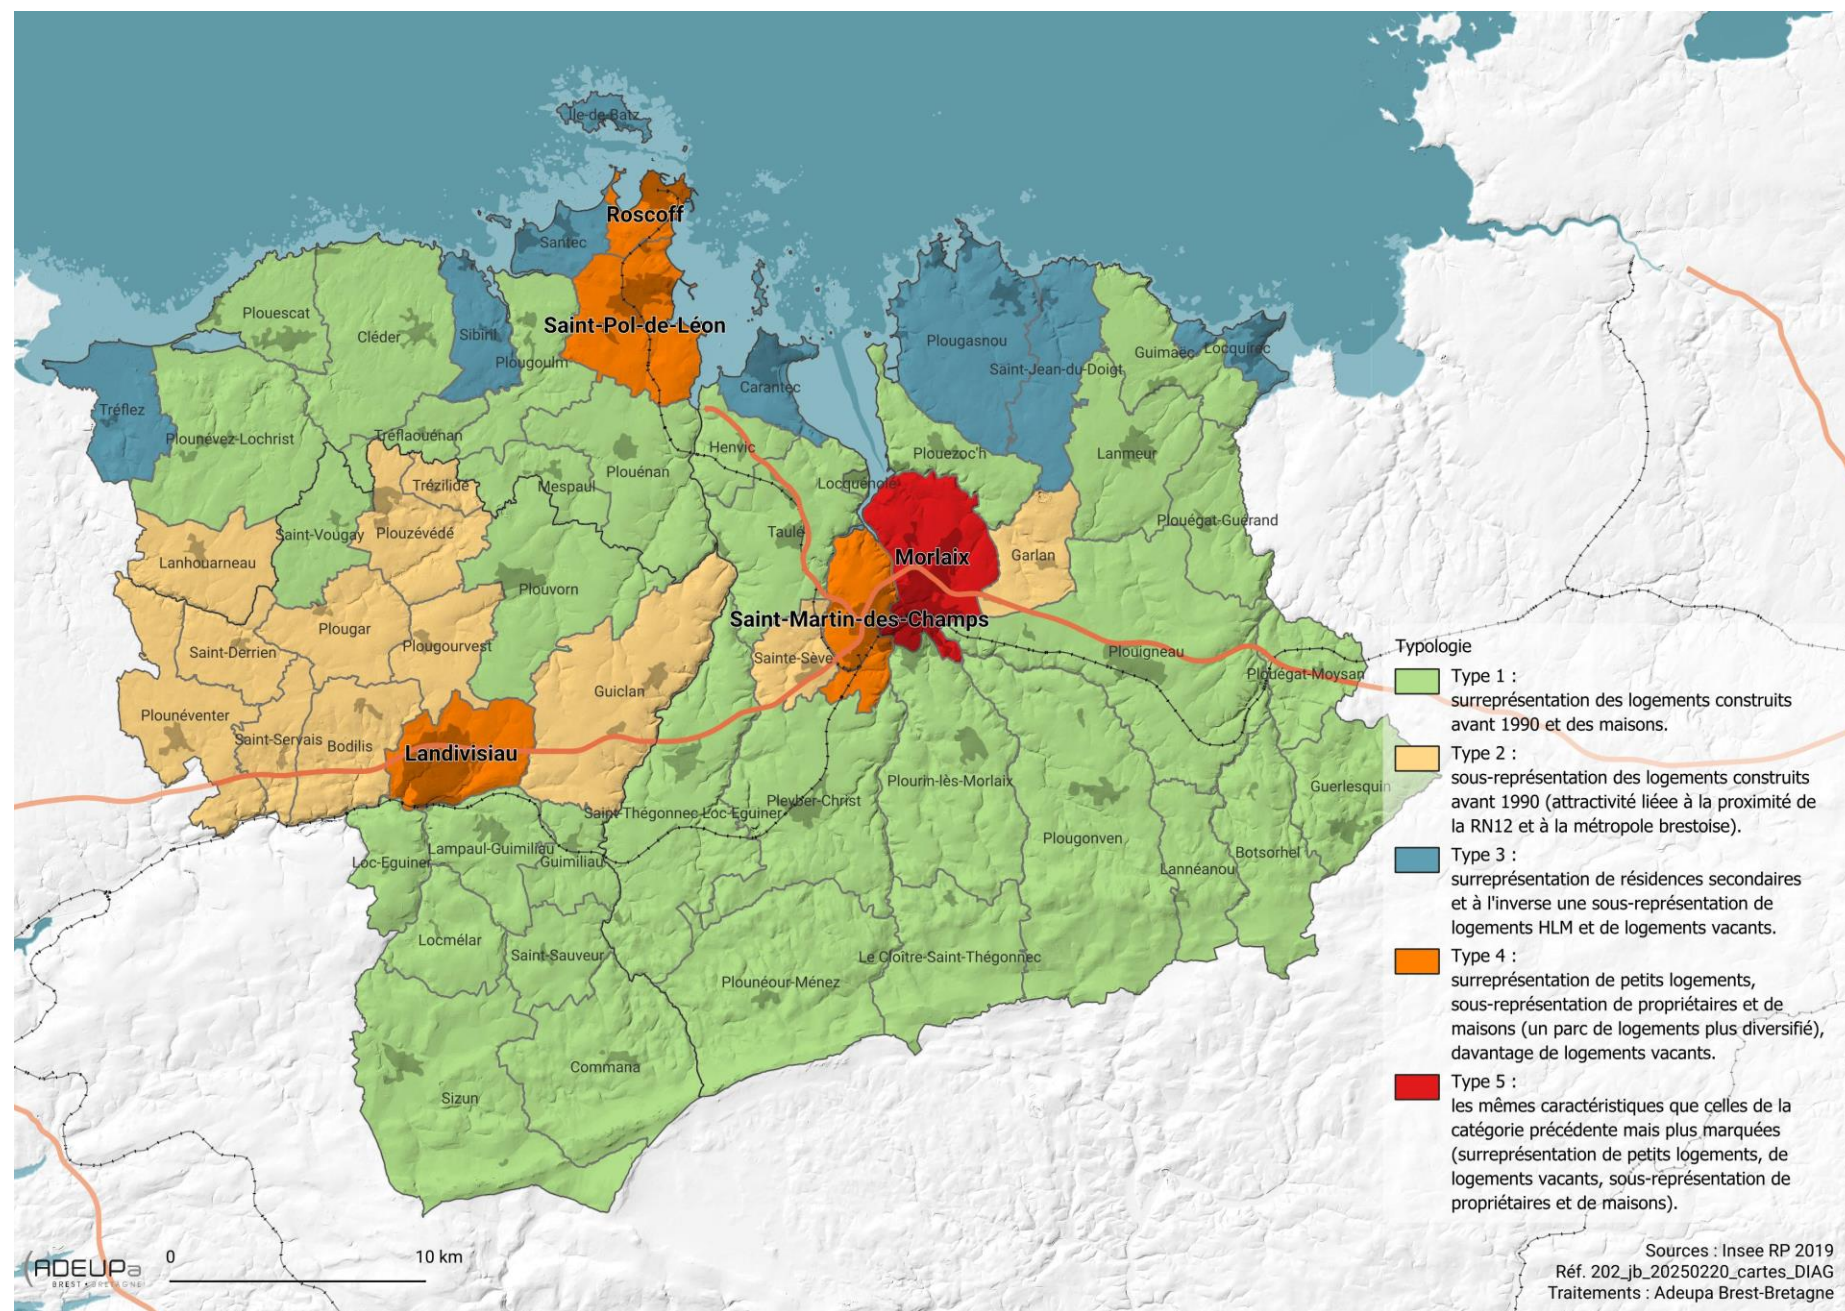 Île-de-Batz
Roscoff
Santec
Plouescat
Cléder
Sibiril
Saint-Pol-de-Léon
Plougoulm
Plougasnou
Saint-Jean-du-Doigt
Guimaëc
Locquirec
Carantec
Tréflez
Plounévez-Lochrist
Tréflaouénan
Henvic
Plouezoc'h
Lanmeur
Trézilidé
Mespaul
Plouénan
Locquénolé
Saint-Vougay
Plouzévédé
Taulé
Plouégat-Guérand
Lanhouarneau
Morlaix
Garlan
Plouvorn
Saint-Martin-des-Champs
Plougar
Saint-Derrien
Plougourvest
Sainte-Sève
Plouigneau
Plouégat-Moysan
Guiclan
Plounéventer
Saint-Servais
Bodilis
Landivisiau
Plourin-lès-Morlaix
Guerlesquin
Saint-Thégonnec-Loc-Eguiner
Pleyber-Christ
Plougonven
Loc-Eguiner
Lampaul-Guimiliau
Guimiliau
Botsorhel
Lannéanou
Locmélar
Saint-Sauveur
Le Cloître-Saint-Thégonnec
Plounéour-Ménez
Commana
Sizun
Typologie
Type 1 :
surreprésentation des logements construits
avant 1990 et des maisons.
Type 2 :
sous-représentation des logements construits
avant 1990 (attractivité liéee à la proximité de
la RN12 et à la métropole brestoise).
Type 3 :
surreprésentation de résidences secondaires
et à l'inverse une sous-représentation de
logements HLM et de logements vacants.
Type 4 :
surreprésentation de petits logements,
sous-représentation de propriétaires et de
maisons (un parc de logements plus diversifié),
davantage de logements vacants.
Type 5 :
les mêmes caractéristiques que celles de la
catégorie précédente mais plus marquées
(surreprésentation de petits logements, de
logements vacants, sous-représentation de
propriétaires et de maisons).
ADEUPa
BREST • BRETAGNE
0 10 km
Sources : Insee RP 2019
Réf. 202_jb_20250220_cartes_DIAG
Traitements : Adeupa Brest-Bretagne